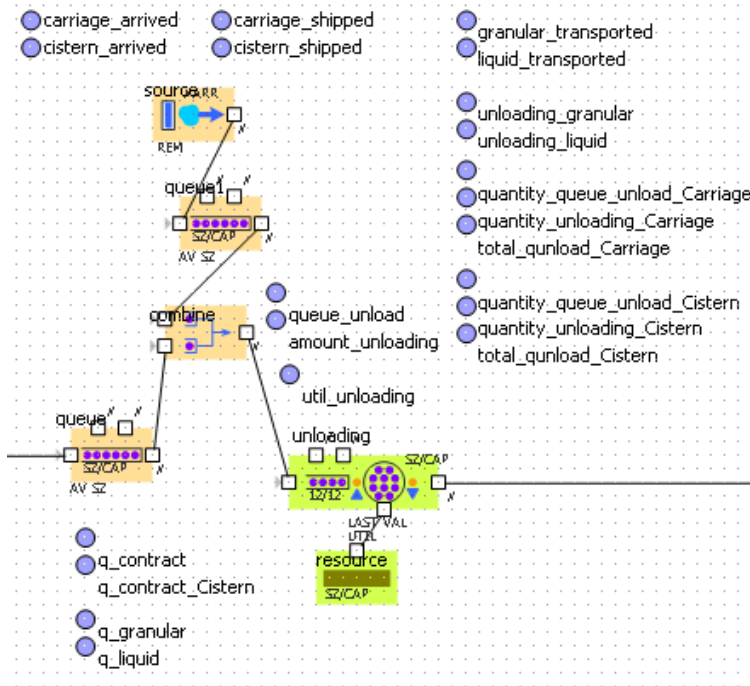 carriage_arrived
carriage_shipped
cistern_arrived
cistern_shipped
granular_transported
liquid_transported
source
ARR
REM
unloading_granular
unloading_liquid
queue1
SZ/CAP
AV SZ
quantity_queue_unload_Carriage
quantity_unloading_Carriage
total_qunload_Carriage
combine
queue_unload
amount_unloading
quantity_queue_unload_Cistern
quantity_unloading_Cistern
total_qunload_Cistern
util_unloading
queue
SZ/CAP
AV SZ
unloading
SZ/CAP
12/12
LAST VAL
UTIL
resource
SZ/CAP
q_contract
q_contract_Cistern
q_granular
q_liquid